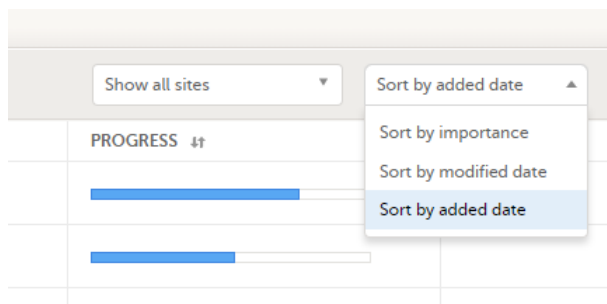 Show all sites
Sort by added date
PROGRESS
Sort by importance
Sort by modified date
Sort by added date